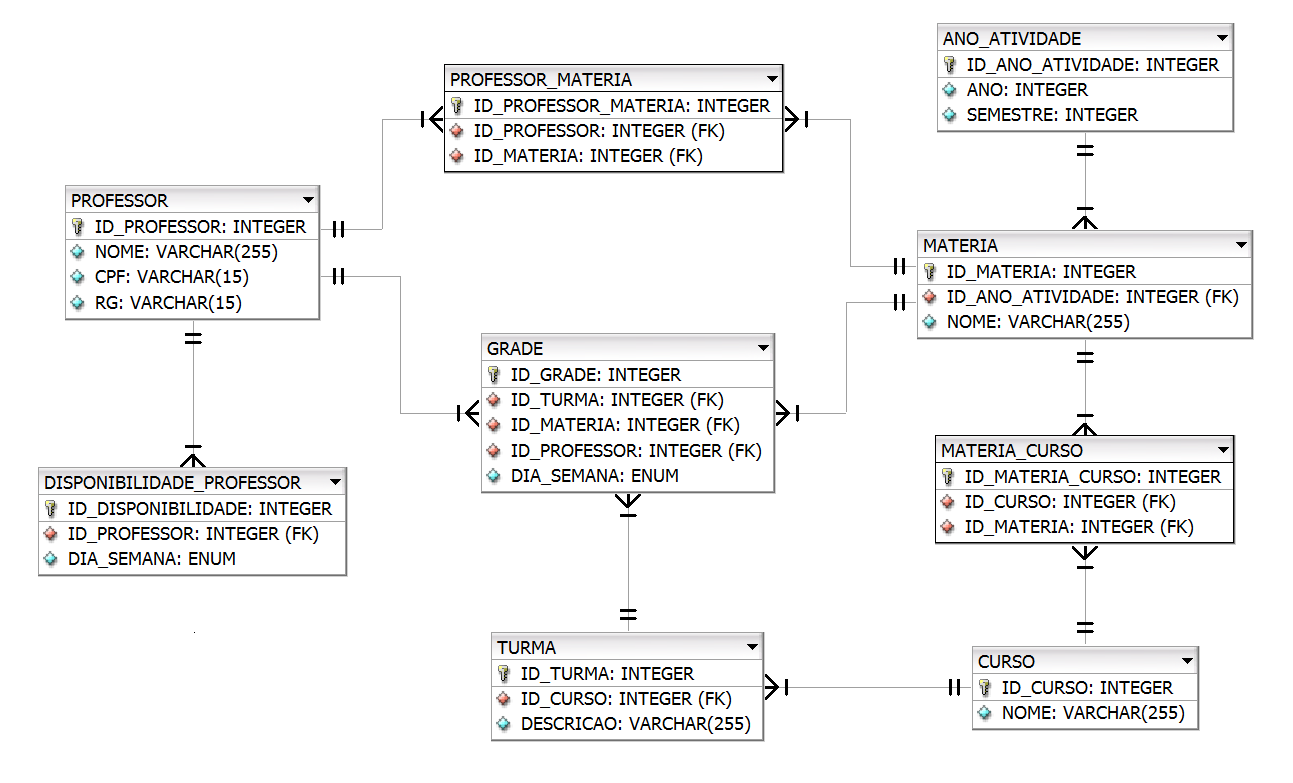 ANO_ATIVIDADE
ID_ANO_ATIVIDADE: INTEGER
ANO: INTEGER
SEMESTRE: INTEGER
PROFESSOR_MATERIA
ID_PROFESSOR_MATERIA: INTEGER
ID_PROFESSOR: INTEGER (FK)
ID_MATERIA: INTEGER (FK)
PROFESSOR
ID_PROFESSOR: INTEGER
NOME: VARCHAR(255)
CPF: VARCHAR(15)
RG: VARCHAR(15)
MATERIA
ID_MATERIA: INTEGER
ID_ANO_ATIVIDADE: INTEGER (FK)
NOME: VARCHAR(255)
GRADE
ID_GRADE: INTEGER
ID_TURMA: INTEGER (FK)
ID_MATERIA: INTEGER (FK)
ID_PROFESSOR: INTEGER (FK)
DIA_SEMANA: ENUM
DISPONIBILIDADE_PROFESSOR
ID_DISPONIBILIDADE: INTEGER
ID_PROFESSOR: INTEGER (FK)
DIA_SEMANA: ENUM
MATERIA_CURSO
ID_MATERIA_CURSO: INTEGER
ID_CURSO: INTEGER (FK)
ID_MATERIA: INTEGER (FK)
TURMA
ID_TURMA: INTEGER
ID_CURSO: INTEGER (FK)
DESCRICAO: VARCHAR(255)
CURSO
ID_CURSO: INTEGER
NOME: VARCHAR(255)